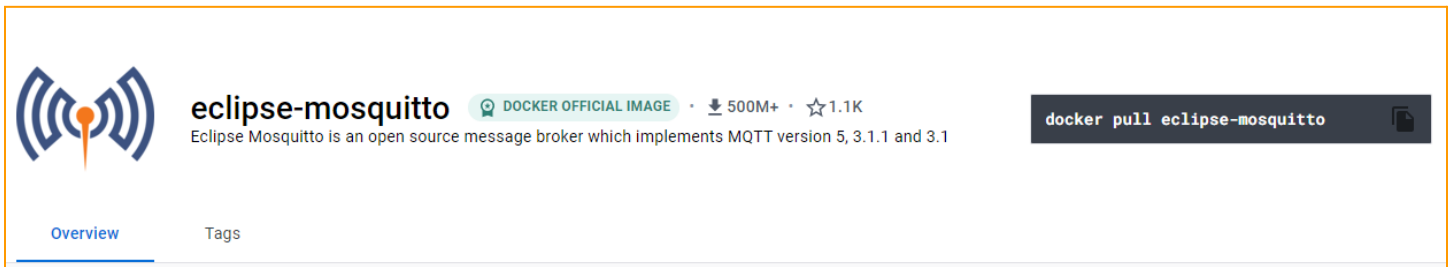 eclipse-mosquitto DOCKER OFFICIAL IMAGE · 500M+ · 1.1K
Eclipse Mosquitto is an open source message broker which implements MQTT version 5, 3.1.1 and 3.1
docker pull eclipse-mosquitto
Overview Tags